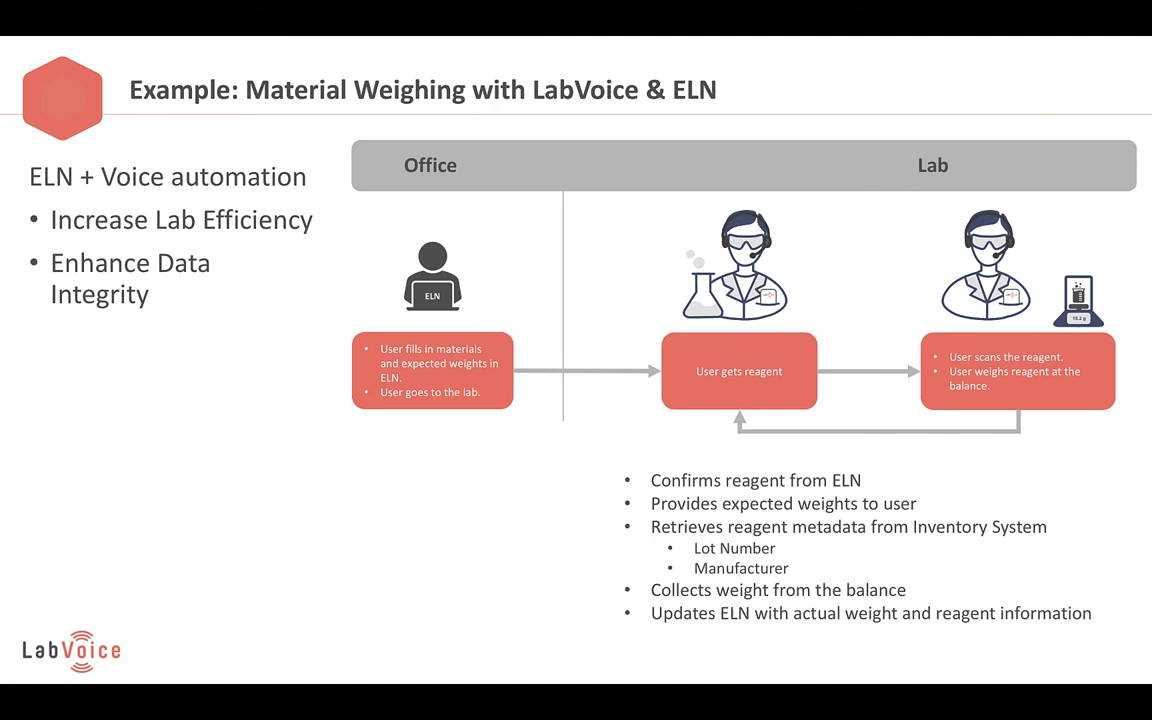 Example: Material Weighing with LabVoice & ELN
ELN + Voice automation
• Increase Lab Efficiency
• Enhance Data
Integrity
Office
Lab
ELN
15.2 g
• User fills in materials
and expected weights in
ELN.
• User goes to the lab.
User gets reagent
• User scans the reagent.
• User weighs reagent at the
balance.
• Confirms reagent from ELN
• Provides expected weights to user
• Retrieves reagent metadata from Inventory System
• Lot Number
• Manufacturer
• Collects weight from the balance
• Updates ELN with actual weight and reagent information
LabVoice